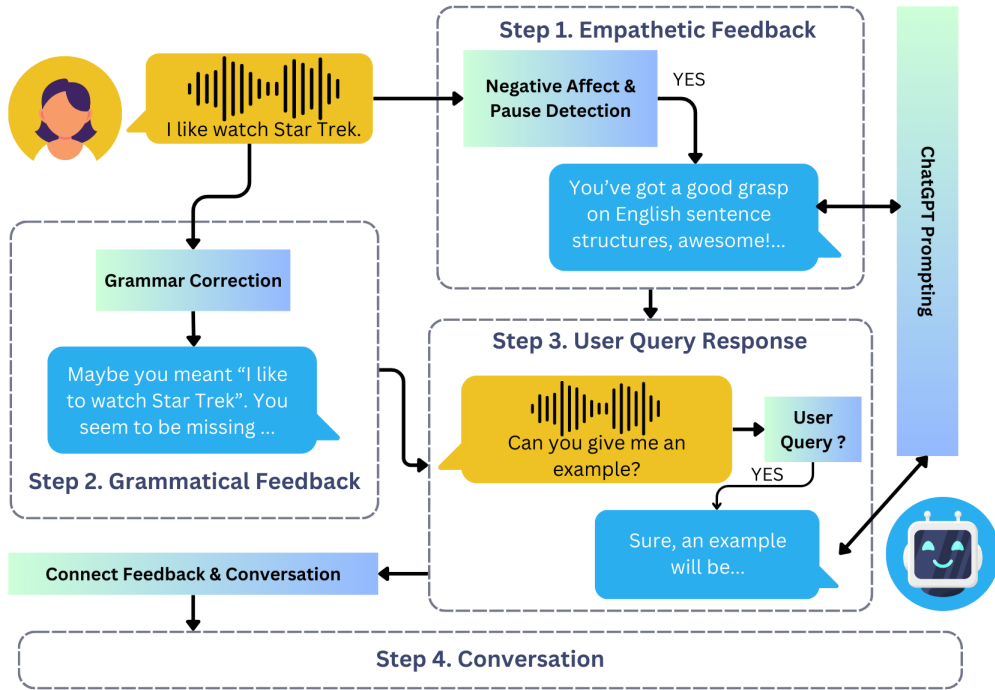 Step 1. Empathetic Feedback
I like watch Star Trek.
Negative Affect &
Pause Detection
YES
You've got a good grasp
on English sentence
structures, awesome!...
ChatGPT Prompting
Grammar Correction
Maybe you meant “I like
to watch Star Trek”. You
seem to be missing ...
Step 2. Grammatical Feedback
Step 3. User Query Response
Can you give me an
example?
User
Query ?
YES
Sure, an example
will be...
Connect Feedback & Conversation
Step 4. Conversation